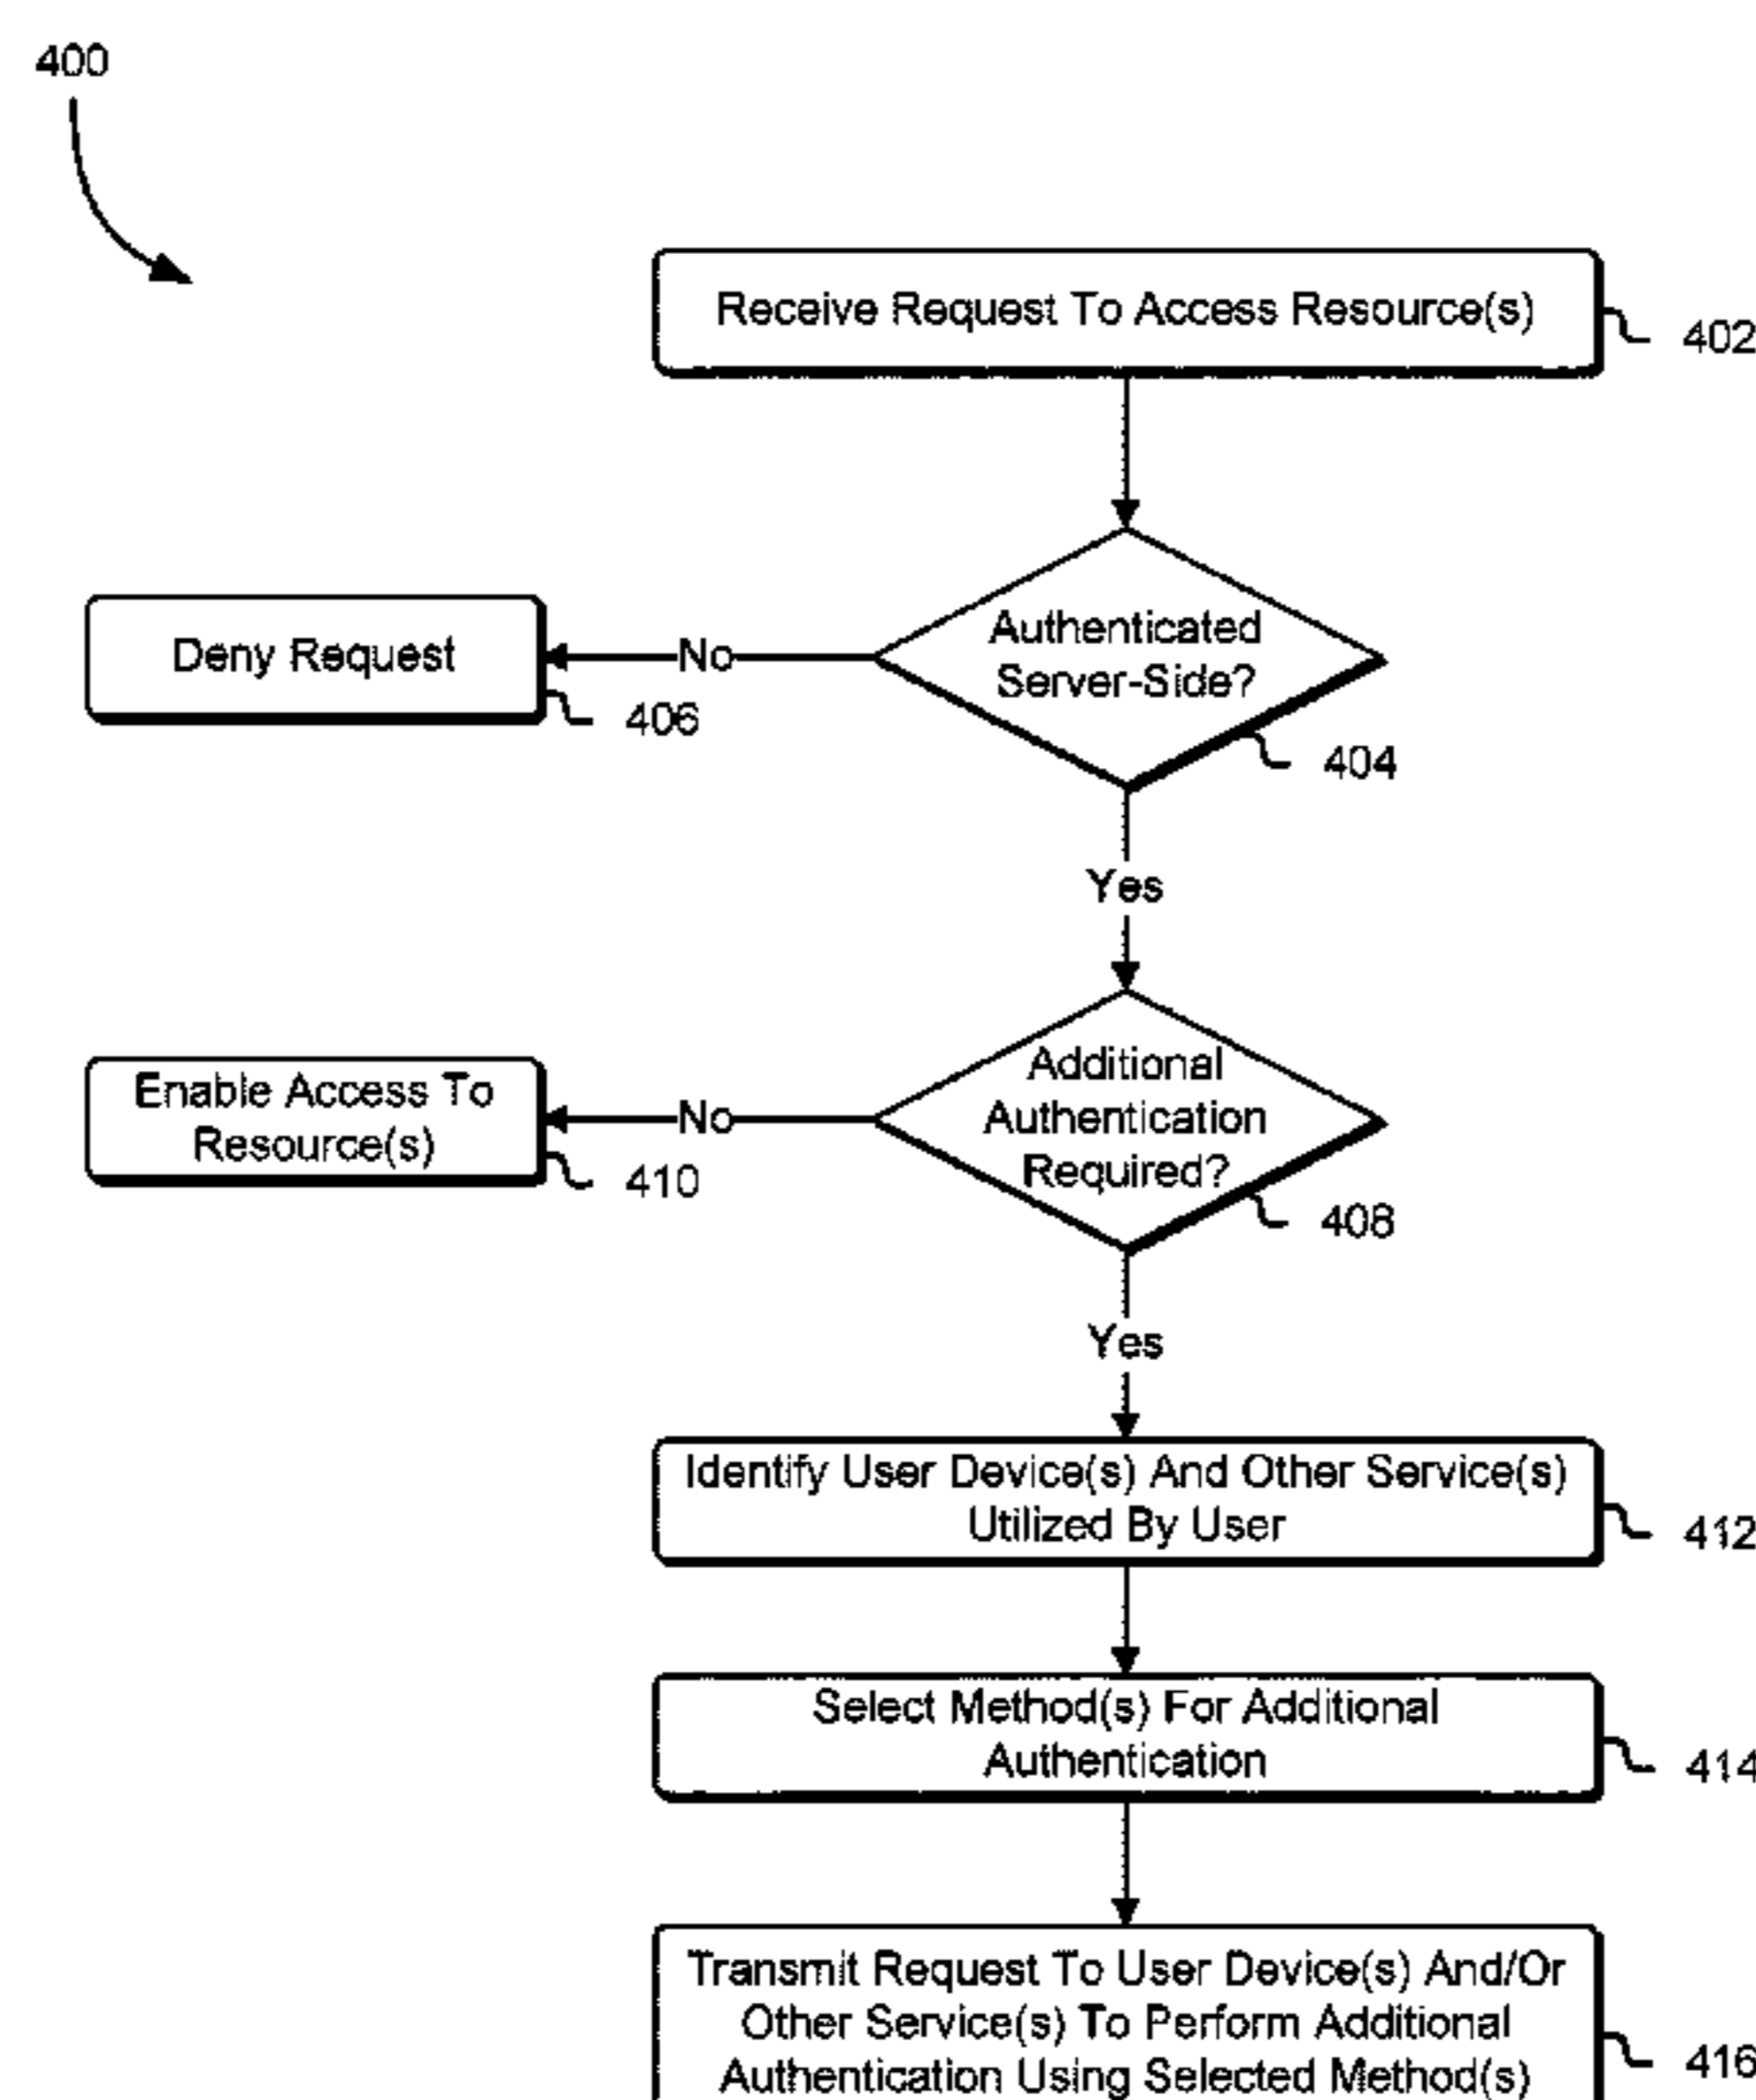 400
Receive Request To Access Resource(s)
402
Authenticated
Server-Side?
404
No
Deny Request
406
Yes
Additional
Authentication
Required?
408
No
Enable Access To
Resource(s)
410
Yes
Identify User Device(s) And Other Service(s)
Utilized By User
412
Select Method(s) For Additional
Authentication
414
Transmit Request To User Device(s) And/Or
Other Service(s) To Perform Additional
Authentication Using Selected Method(s)
416